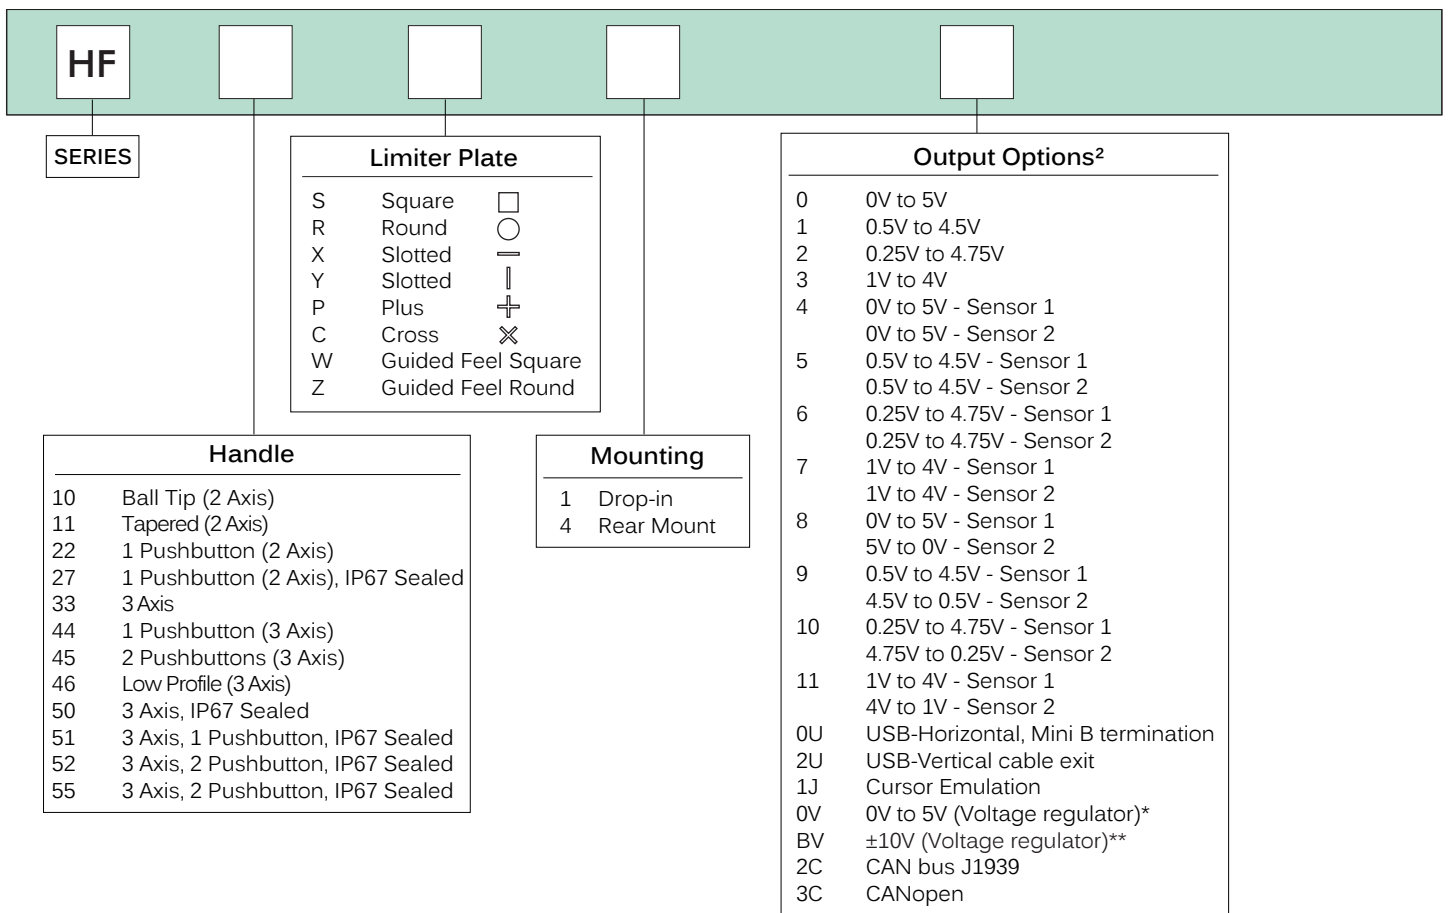 HF
SERIES
Limiter Plate
S Square
R Round
X Slotted
Y Slotted
P Plus
C Cross
W Guided Feel Square
Z Guided Feel Round
Handle
10 Ball Tip (2 Axis)
11 Tapered (2 Axis)
22 1 Pushbutton (2 Axis)
27 1 Pushbutton (2 Axis), IP67 Sealed
33 3 Axis
44 1 Pushbutton (3 Axis)
45 2 Pushbuttons (3 Axis)
46 Low Profile (3 Axis)
50 3 Axis, IP67 Sealed
51 3 Axis, 1 Pushbutton, IP67 Sealed
52 3 Axis, 2 Pushbutton, IP67 Sealed
55 3 Axis, 2 Pushbutton, IP67 Sealed
Mounting
1 Drop-in
4 Rear Mount
Output Options²
0 0V to 5V
1 0.5V to 4.5V
2 0.25V to 4.75V
3 1V to 4V
4 0V to 5V - Sensor 1
0V to 5V - Sensor 2
5 0.5V to 4.5V - Sensor 1
0.5V to 4.5V - Sensor 2
6 0.25V to 4.75V - Sensor 1
0.25V to 4.75V - Sensor 2
7 1V to 4V - Sensor 1
1V to 4V - Sensor 2
8 0V to 5V - Sensor 1
5V to 0V - Sensor 2
9 0.5V to 4.5V - Sensor 1
4.5V to 0.5V - Sensor 2
10 0.25V to 4.75V - Sensor 1
4.75V to 0.25V - Sensor 2
11 1V to 4V - Sensor 1
4V to 1V - Sensor 2
0U USB-Horizontal, Mini B termination
2U USB-Vertical cable exit
1J Cursor Emulation
0V 0V to 5V (Voltage regulator)*
BV ±10V (Voltage regulator)**
2C CAN bus J1939
3C CANopen